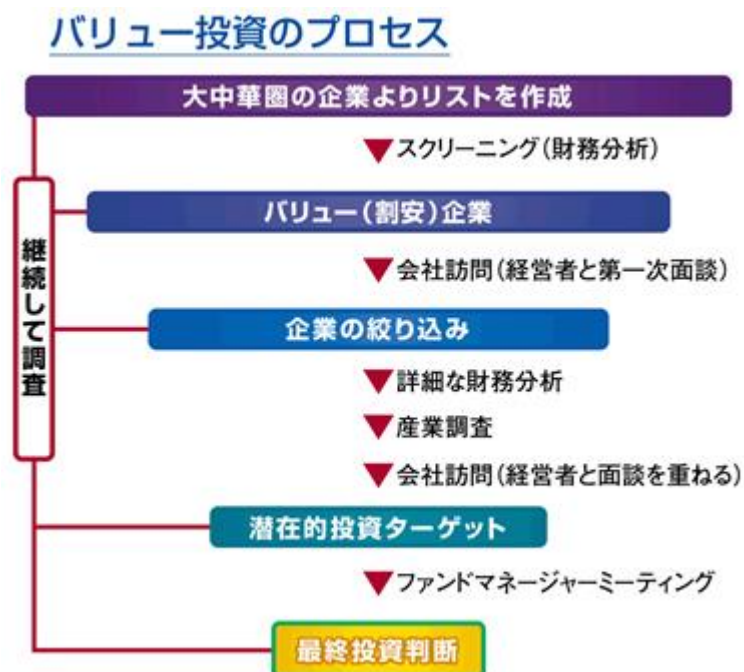 バリュー投資のプロセス
大中華圏の企業よりリストを作成
▼スクリーニング(財務分析)
バリュー(割安)企業
▼会社訪問(経営者と第一次面談)
企業の絞り込み
▼詳細な財務分析
▼産業調査
▼会社訪問(経営者と面談を重ねる)
潜在的投資ターゲット
▼ファンドマネージャーミーティング
最終投資判断
継続して調査